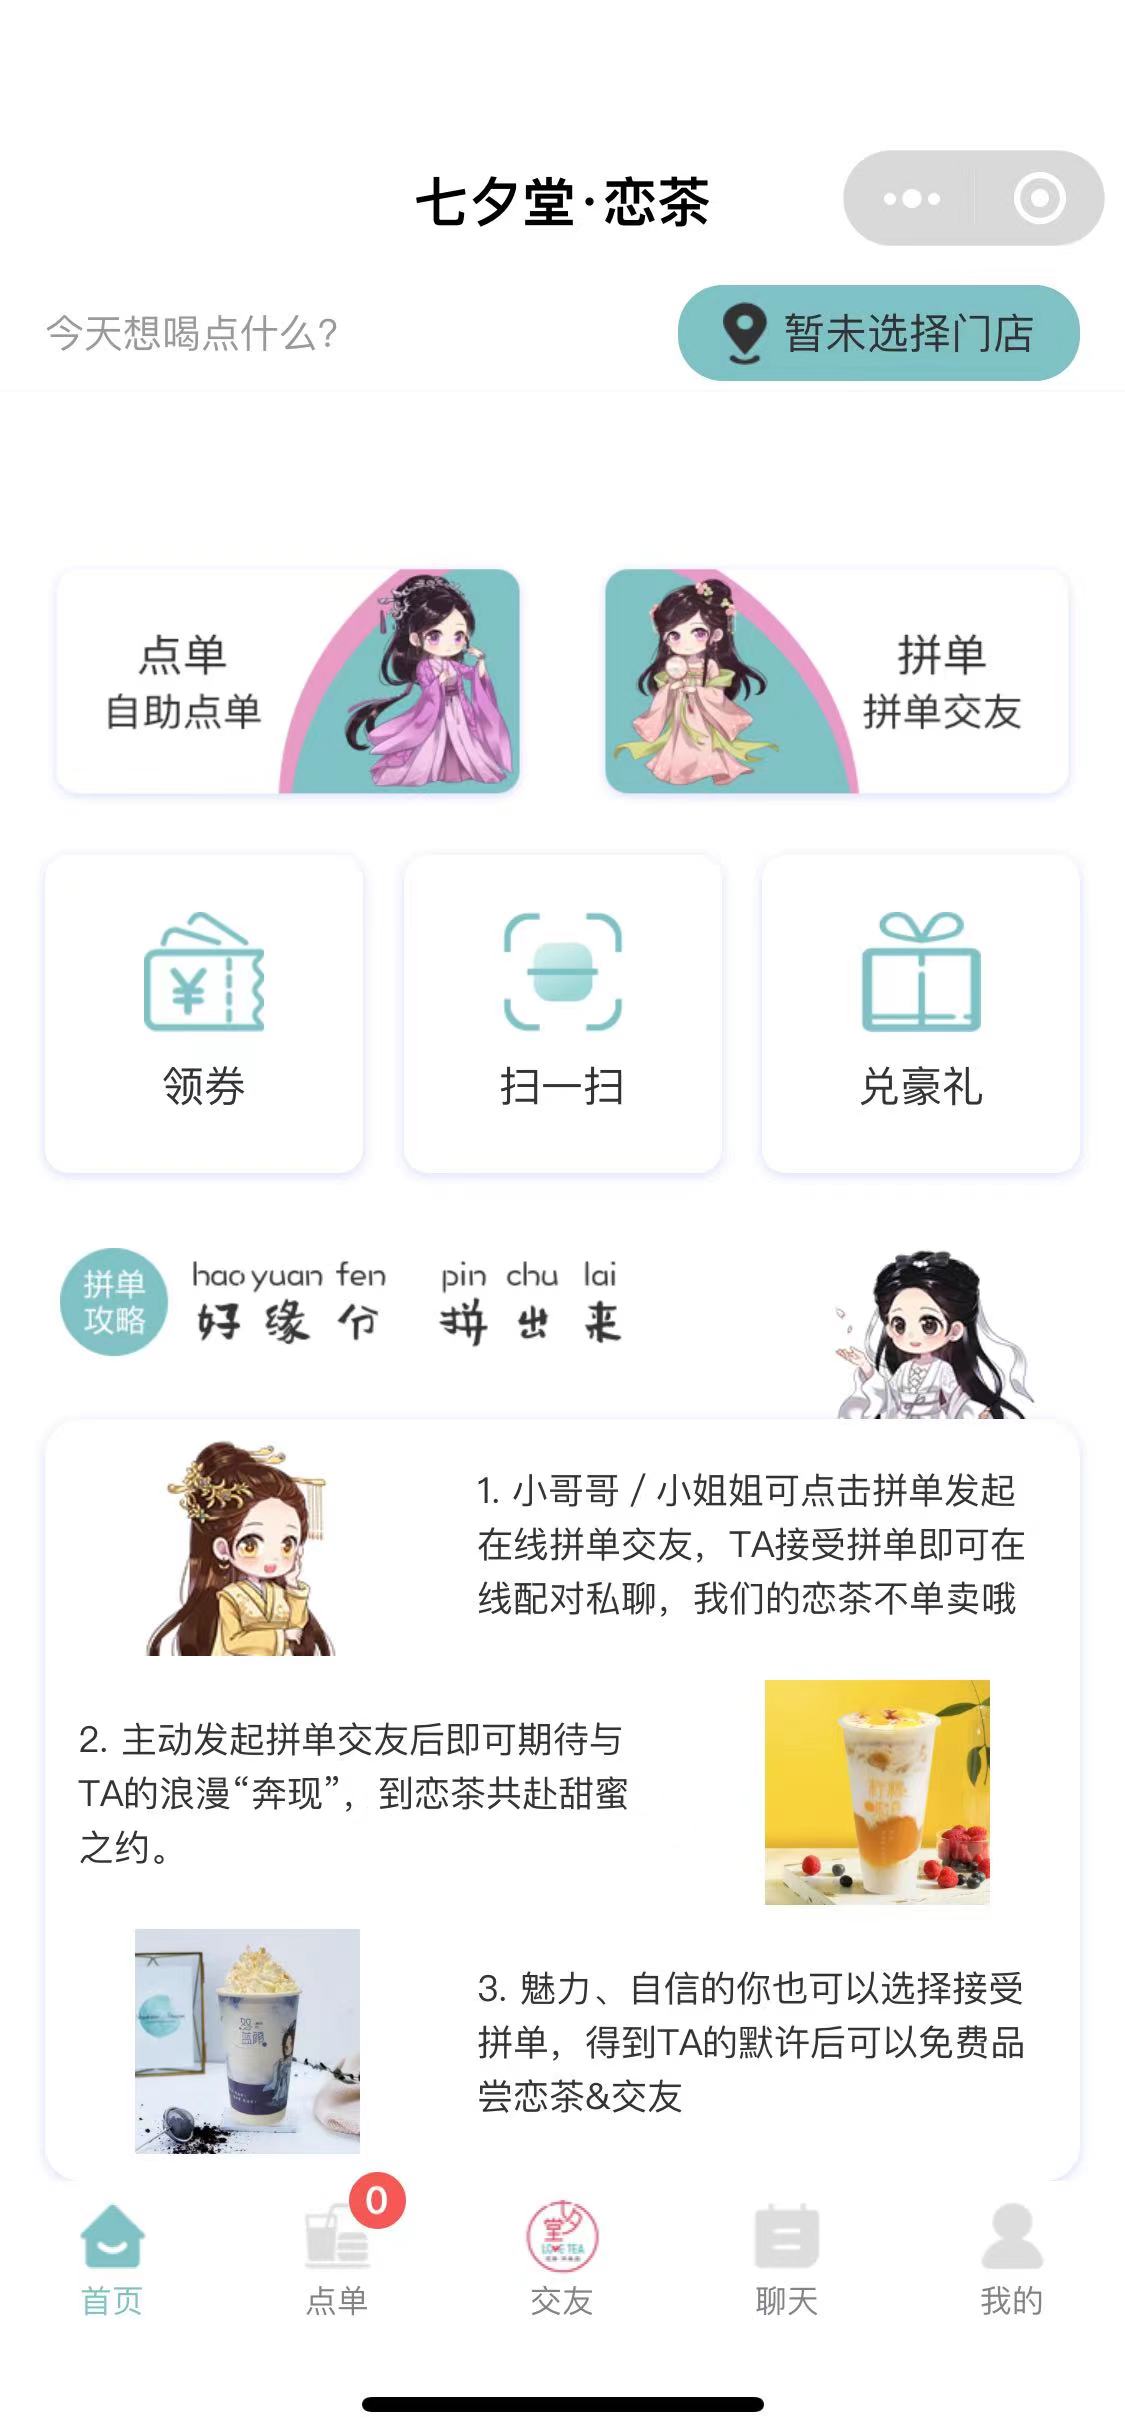 七夕堂·恋茶
今天想喝点什么?
暂未选择门店
点单
自助点单
拼单
拼单交友
¥
领券
扫一扫
兑豪礼
拼单
攻略
hao yuan fen pin chu lai
好缘分 拼出来
1. 小哥哥 / 小姐姐可点击拼单发起
在线拼单交友，TA接受拼单即可在
线配对私聊，我们的恋茶不单卖哦
2. 主动发起拼单交友后即可期待与
TA的浪漫“奔现”，到恋茶共赴甜蜜
之约。
蓝颜
3. 魅力、自信的你也可以选择接受
拼单，得到TA的默许后可以免费品
尝恋茶&交友
0
七夕
堂
LOVE TEA
首页
点单
交友
聊天
我的